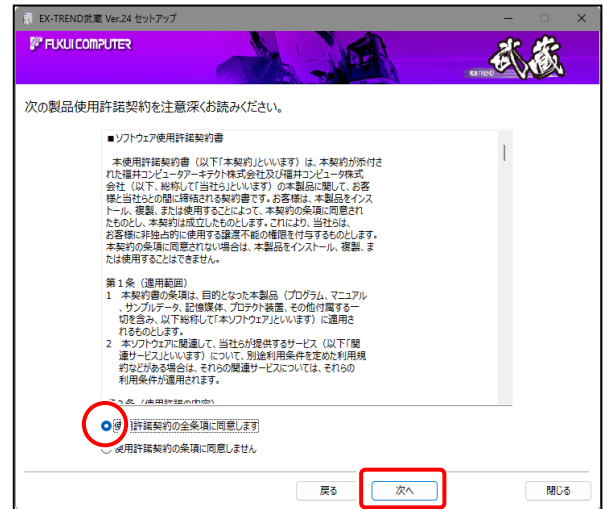 EX-TREND武蔵 Ver.24 セットアップ
FUKUI COMPUTER
EX-TREND
武蔵
次の製品使用許諾契約を注意深くお読みください。
■ソフトウェア使用許諾契約書
本使用許諾契約書（以下「本契約」といいます）は、本契約が添付さ
れた福井コンピュータアーキテクト株式会社及び福井コンピュータ株式
会社（以下、総称して「当社ら」といいます）の本製品に関して、お客
様と当社らとの間に締結される契約書です。お客様は、本製品をインス
トール、複製、または使用することによって、本契約の条項に同意され
たものとし、本契約は成立したものとします。これにより、当社らは、
お客様に非独占的に使用する譲渡不能の権限を付与するものとします。
本契約の条項に同意されない場合は、本製品をインストール、複製、ま
たは使用することはできません。
第１条（適用範囲）
1　本契約書の条項は、目的となった本製品（プログラム、マニュアル
、サンプルデータ、記憶媒体、プロテクト装置、その他付属する一
切を含み、以下総称して「本ソフトウェア」といいます）に適用さ
れるものとします。
2　本ソフトウェアに関連して、当社らが提供するサービス（以下「関
連サービス」といいます）について、別途利用条件を定めた利用規
約などがある場合は、それらの関連サービスについては、それらの
利用条件が適用されます。
第２条（使用許諾の内容）
使用許諾契約の全条項に同意します
使用許諾契約の条項に同意しません
戻る
次へ
閉じる